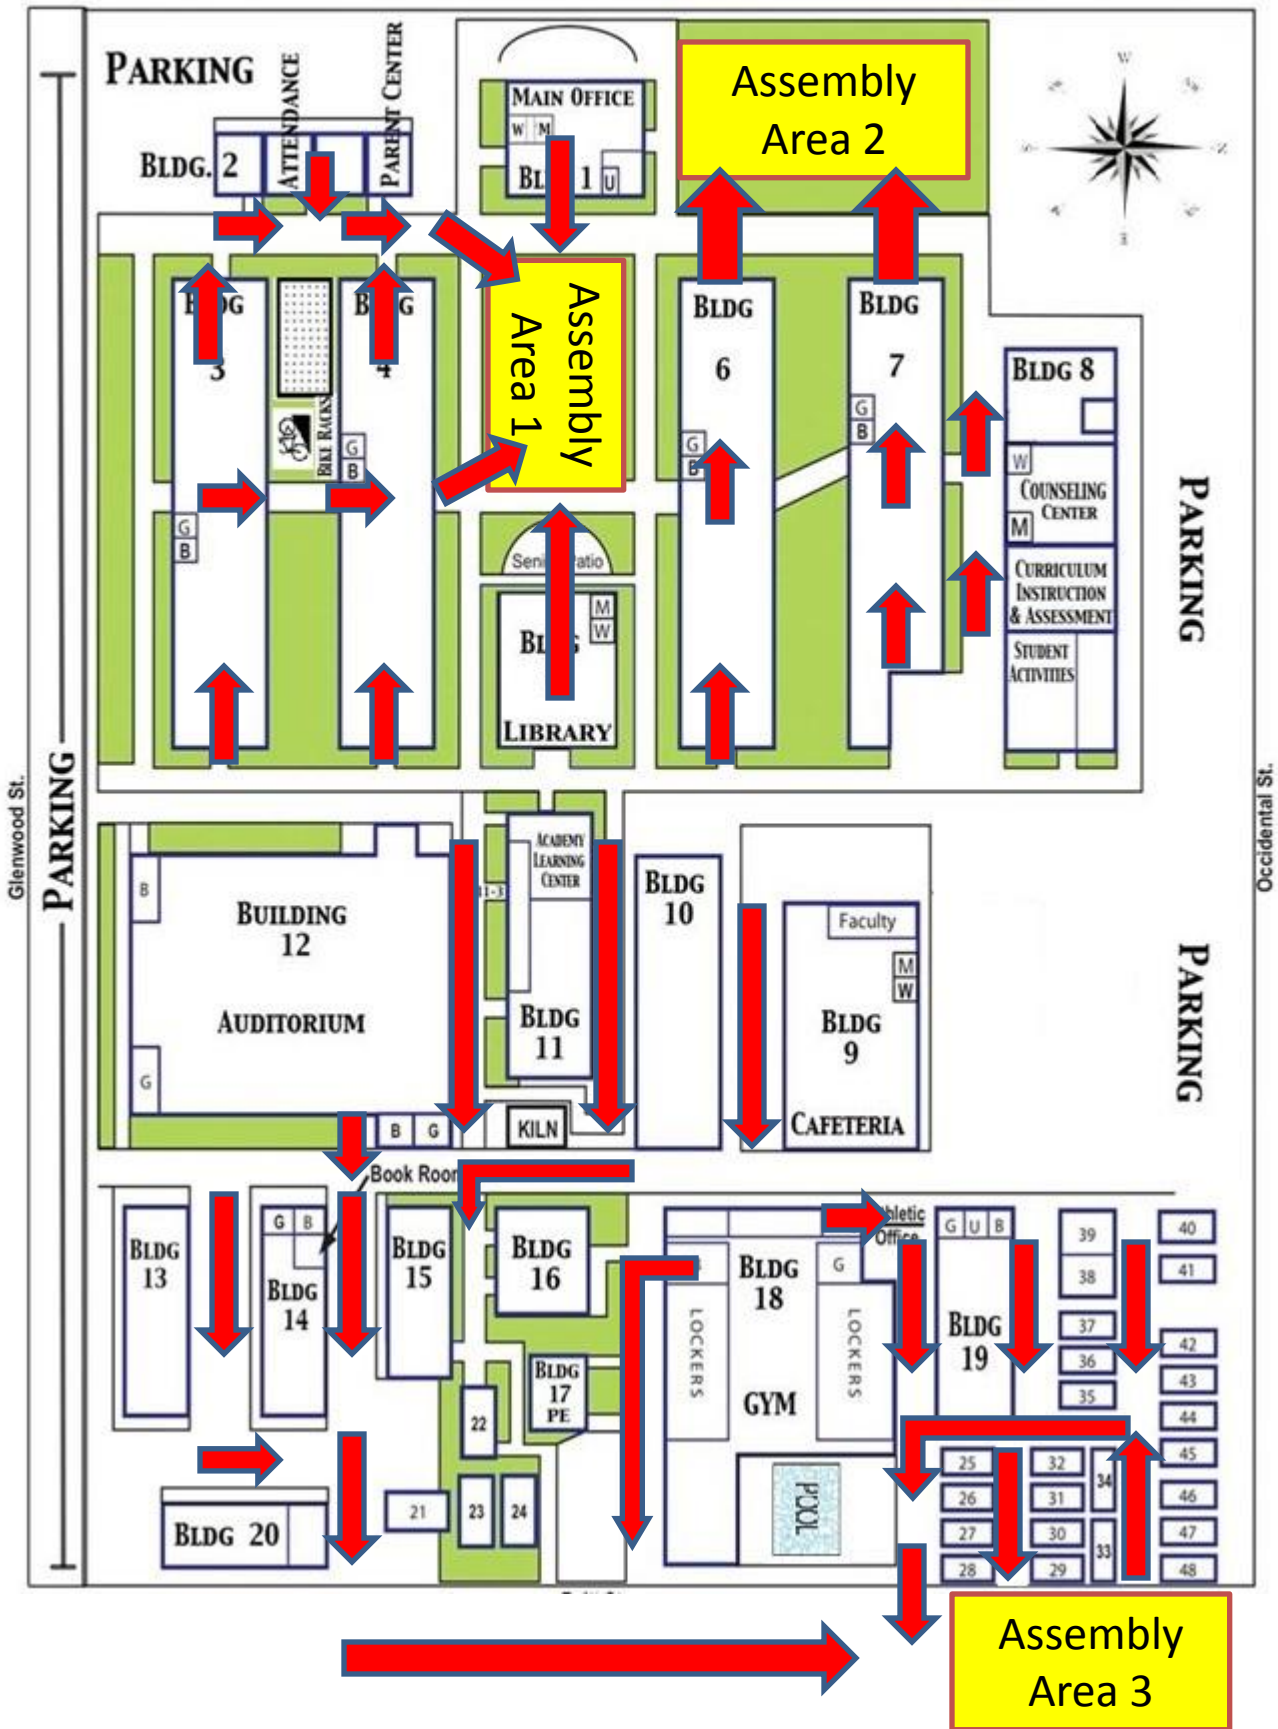 PARKING
ATTENDANCE
PARENT CENTER
BLDG. 2
MAIN OFFICE
W M
1
U
Assembly
Area 2
W
N
E
S
BLDG
6
G
B
BLDG
7
G
B
3
G
B
4
G
B
BIKE RACKS
Assembly
Area 1
BLDG 8
W
COUNSELING
CENTER
M
CURRICULUM
INSTRUCTION
& ASSESSMENT
STUDENT
ACTIVITIES
PARKING
M
W
LIBRARY
Glenwood St.
PARKING
Occidental St.
B
BUILDING
12
AUDITORIUM
G
B G
ACADEMY
LEARNING
CENTER
BLDG
11
KILN
BLDG
10
Faculty
M
W
BLDG
9
CAFETERIA
PARKING
Book Room
BLDG
13
G B
BLDG
14
BLDG
15
BLDG
16
BLDG
17
PE
BLDG
18
GYM
G
LOCKERS
LOCKERS
POOL
Office
G U B
BLDG
19
39
38
37
36
35
40
41
42
43
44
45
46
47
48
BLDG 20
21
22
23
24
25
26
27
28
32
31
30
29
34
33
Assembly
Area 3